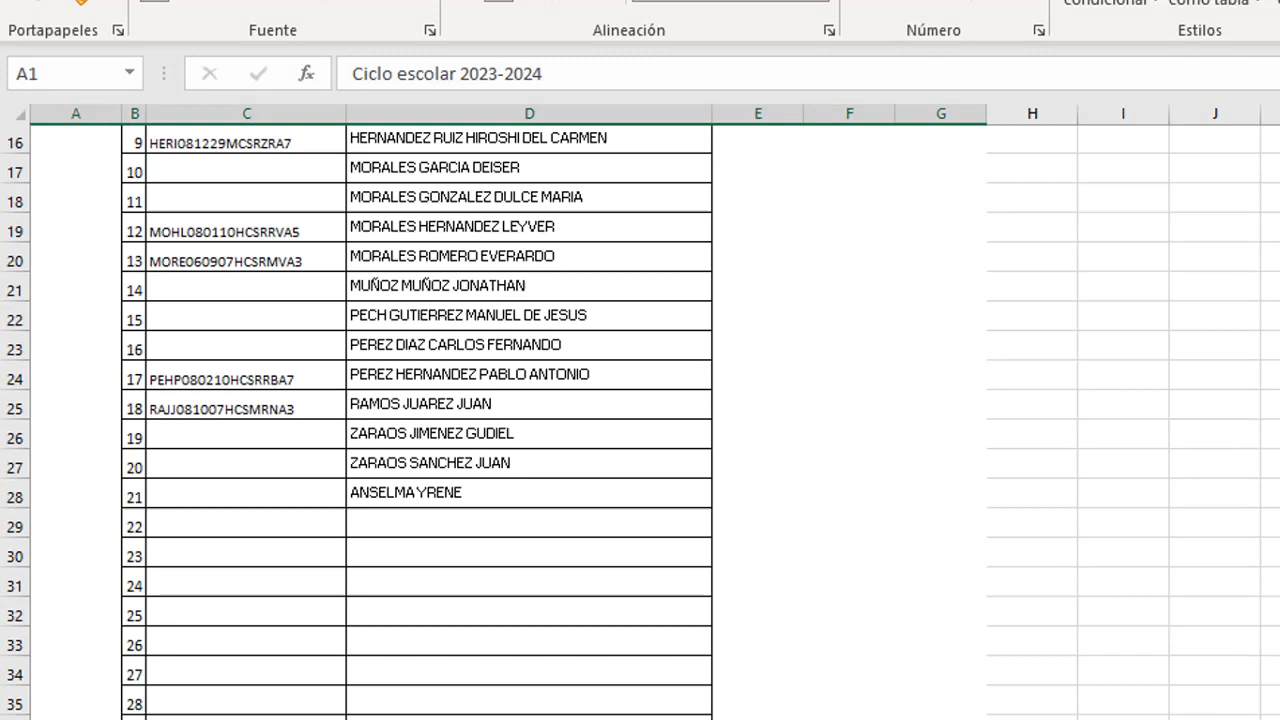 Portapapeles Fuente Alineación Número Estilos
A1 fx Ciclo escolar 2023-2024
A B C D E F G H I J
16 9 HERI081229MCSRZRA7 HERNANDEZ RUIZ HIROSHI DEL CARMEN
17 10 MORALES GARCIA DEISER
18 11 MORALES GONZALEZ DULCE MARIA
19 12 MOHL080110HCSRRVA5 MORALES HERNANDEZ LEYVER
20 13 MORE060907HCSRMVA3 MORALES ROMERO EVERARDO
21 14 MUÑOZ MUÑOZ JONATHAN
22 15 PECH GUTIERREZ MANUEL DE JESUS
23 16 PEREZ DIAZ CARLOS FERNANDO
24 17 PEHP080210HCSRRBA7 PEREZ HERNANDEZ PABLO ANTONIO
25 18 RAJJ081007HCSMRNA3 RAMOS JUAREZ JUAN
26 19 ZARAOS JIMENEZ GUDIEL
27 20 ZARAOS SANCHEZ JUAN
28 21 ANSELMA YRENE
29 22
30 23
31 24
32 25
33 26
34 27
35 28